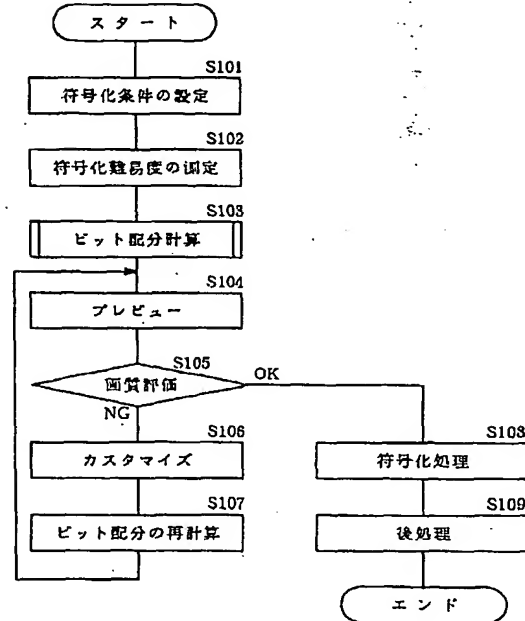 スタート
S101
符号化条件の設定
S102
符号化難易度の測定
S103
ビット配分計算
S104
プレビュー
S105
画質評価
OK
NG
S106
カスタマイズ
S107
ビット配分の再計算
S108
符号化処理
S109
後処理
エンド